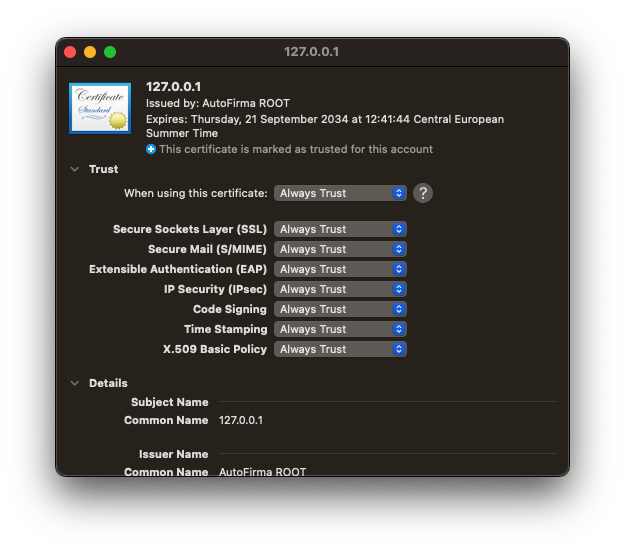 127.0.0.1
Certificate
Standard
127.0.0.1
Issued by: AutoFirma ROOT
Expires: Thursday, 21 September 2034 at 12:41:44 Central European
Summer Time
This certificate is marked as trusted for this account
Trust
When using this certificate: Always Trust ?
Secure Sockets Layer (SSL) Always Trust
Secure Mail (S/MIME) Always Trust
Extensible Authentication (EAP) Always Trust
IP Security (IPsec) Always Trust
Code Signing Always Trust
Time Stamping Always Trust
X.509 Basic Policy Always Trust
Details
Subject Name
Common Name 127.0.0.1
Issuer Name
Common Name AutoFirma ROOT